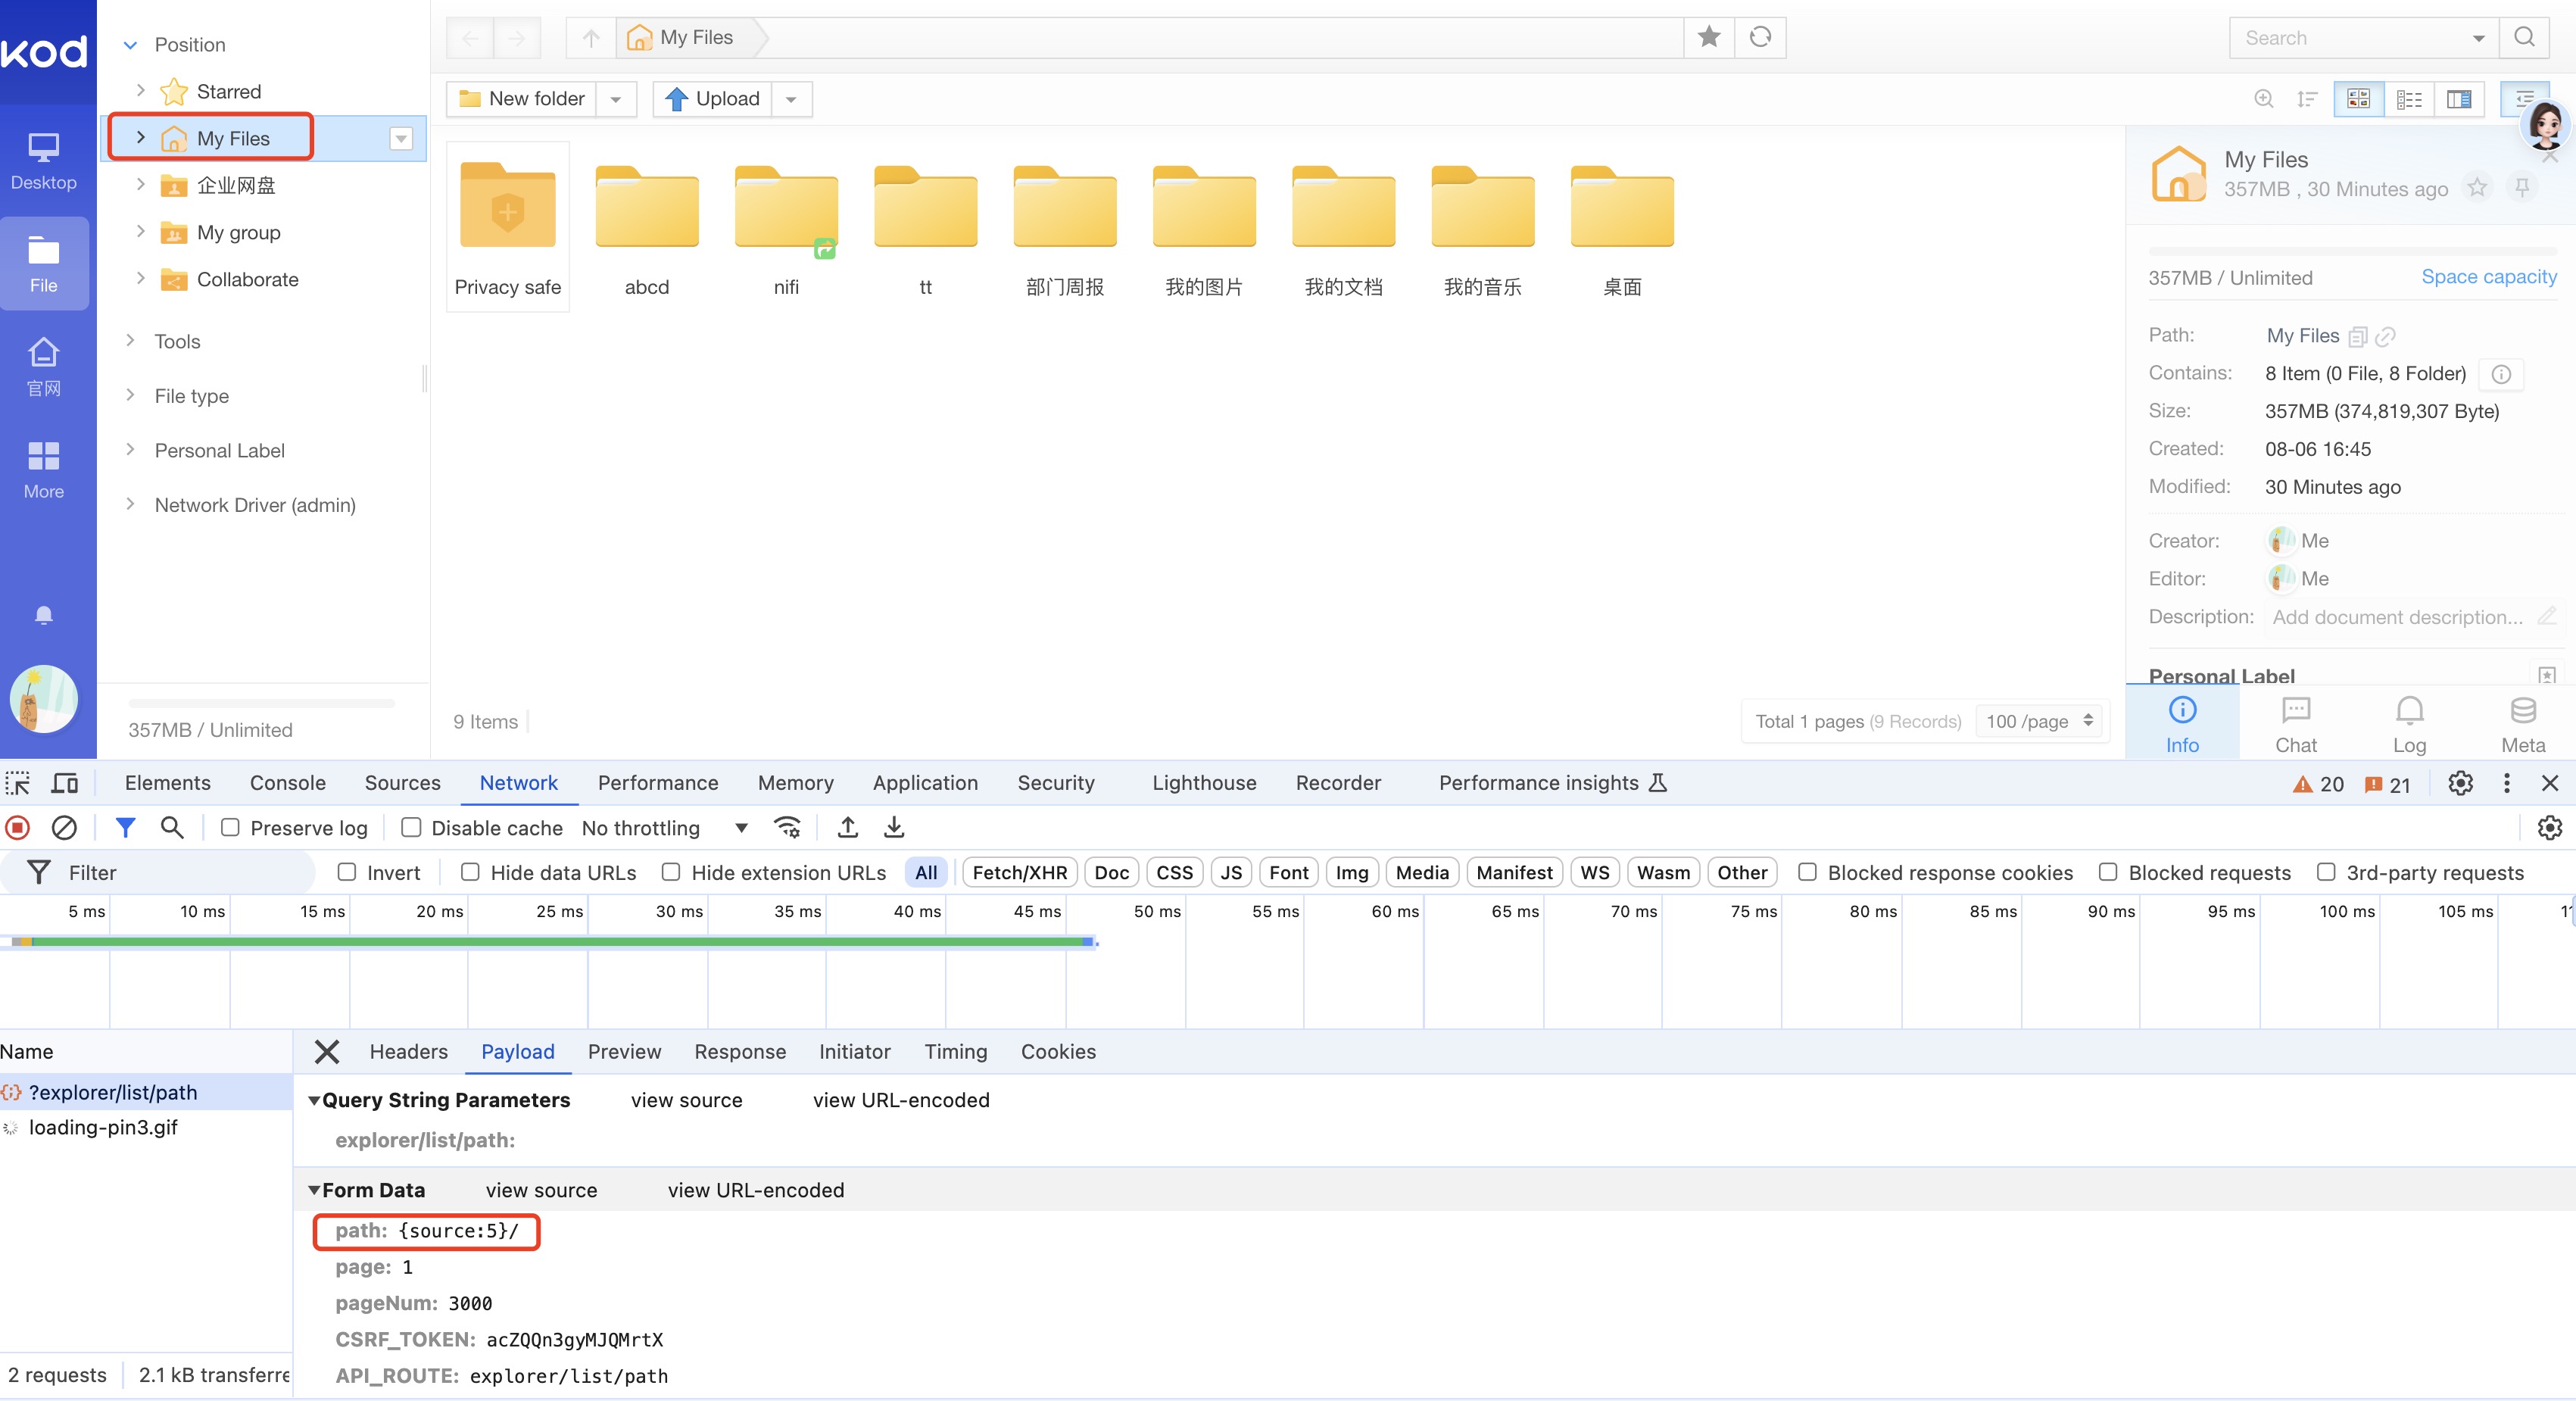 kod
Desktop
File
官网
More
Position
Starred
My Files
企业网盘
My group
Collaborate
Tools
File type
Personal Label
Network Driver (admin)
357MB / Unlimited
My Files
Search
New folder
Upload
Privacy safe
abcd
nifi
tt
部门周报
我的图片
我的文档
我的音乐
桌面
9 Items
Total 1 pages (9 Records)
100 /page
My Files
357MB , 30 Minutes ago
357MB / Unlimited
Space capacity
Path: My Files
Contains: 8 Item (0 File, 8 Folder)
Size: 357MB (374,819,307 Byte)
Created: 08-06 16:45
Modified: 30 Minutes ago
Creator: Me
Editor: Me
Description: Add document description...
Personal Label
Info Chat Log Meta
Elements Console Sources Network Performance Memory Application Security Lighthouse Recorder Performance insights 20 21
Preserve log Disable cache No throttling
Filter Invert Hide data URLs Hide extension URLs All Fetch/XHR Doc CSS JS Font Img Media Manifest WS Wasm Other Blocked response cookies Blocked requests 3rd-party requests
5 ms 10 ms 15 ms 20 ms 25 ms 30 ms 35 ms 40 ms 45 ms 50 ms 55 ms 60 ms 65 ms 70 ms 75 ms 80 ms 85 ms 90 ms 95 ms 100 ms 105 ms
Name
?explorer/list/path
loading-pin3.gif
2 requests 2.1 kB transferre
Headers Payload Preview Response Initiator Timing Cookies
Query String Parameters view source view URL-encoded
explorer/list/path:
Form Data view source view URL-encoded
path: {source:5}/
page: 1
pageNum: 3000
CSRF_TOKEN: acZQQn3gyMJQMrtX
API_ROUTE: explorer/list/path